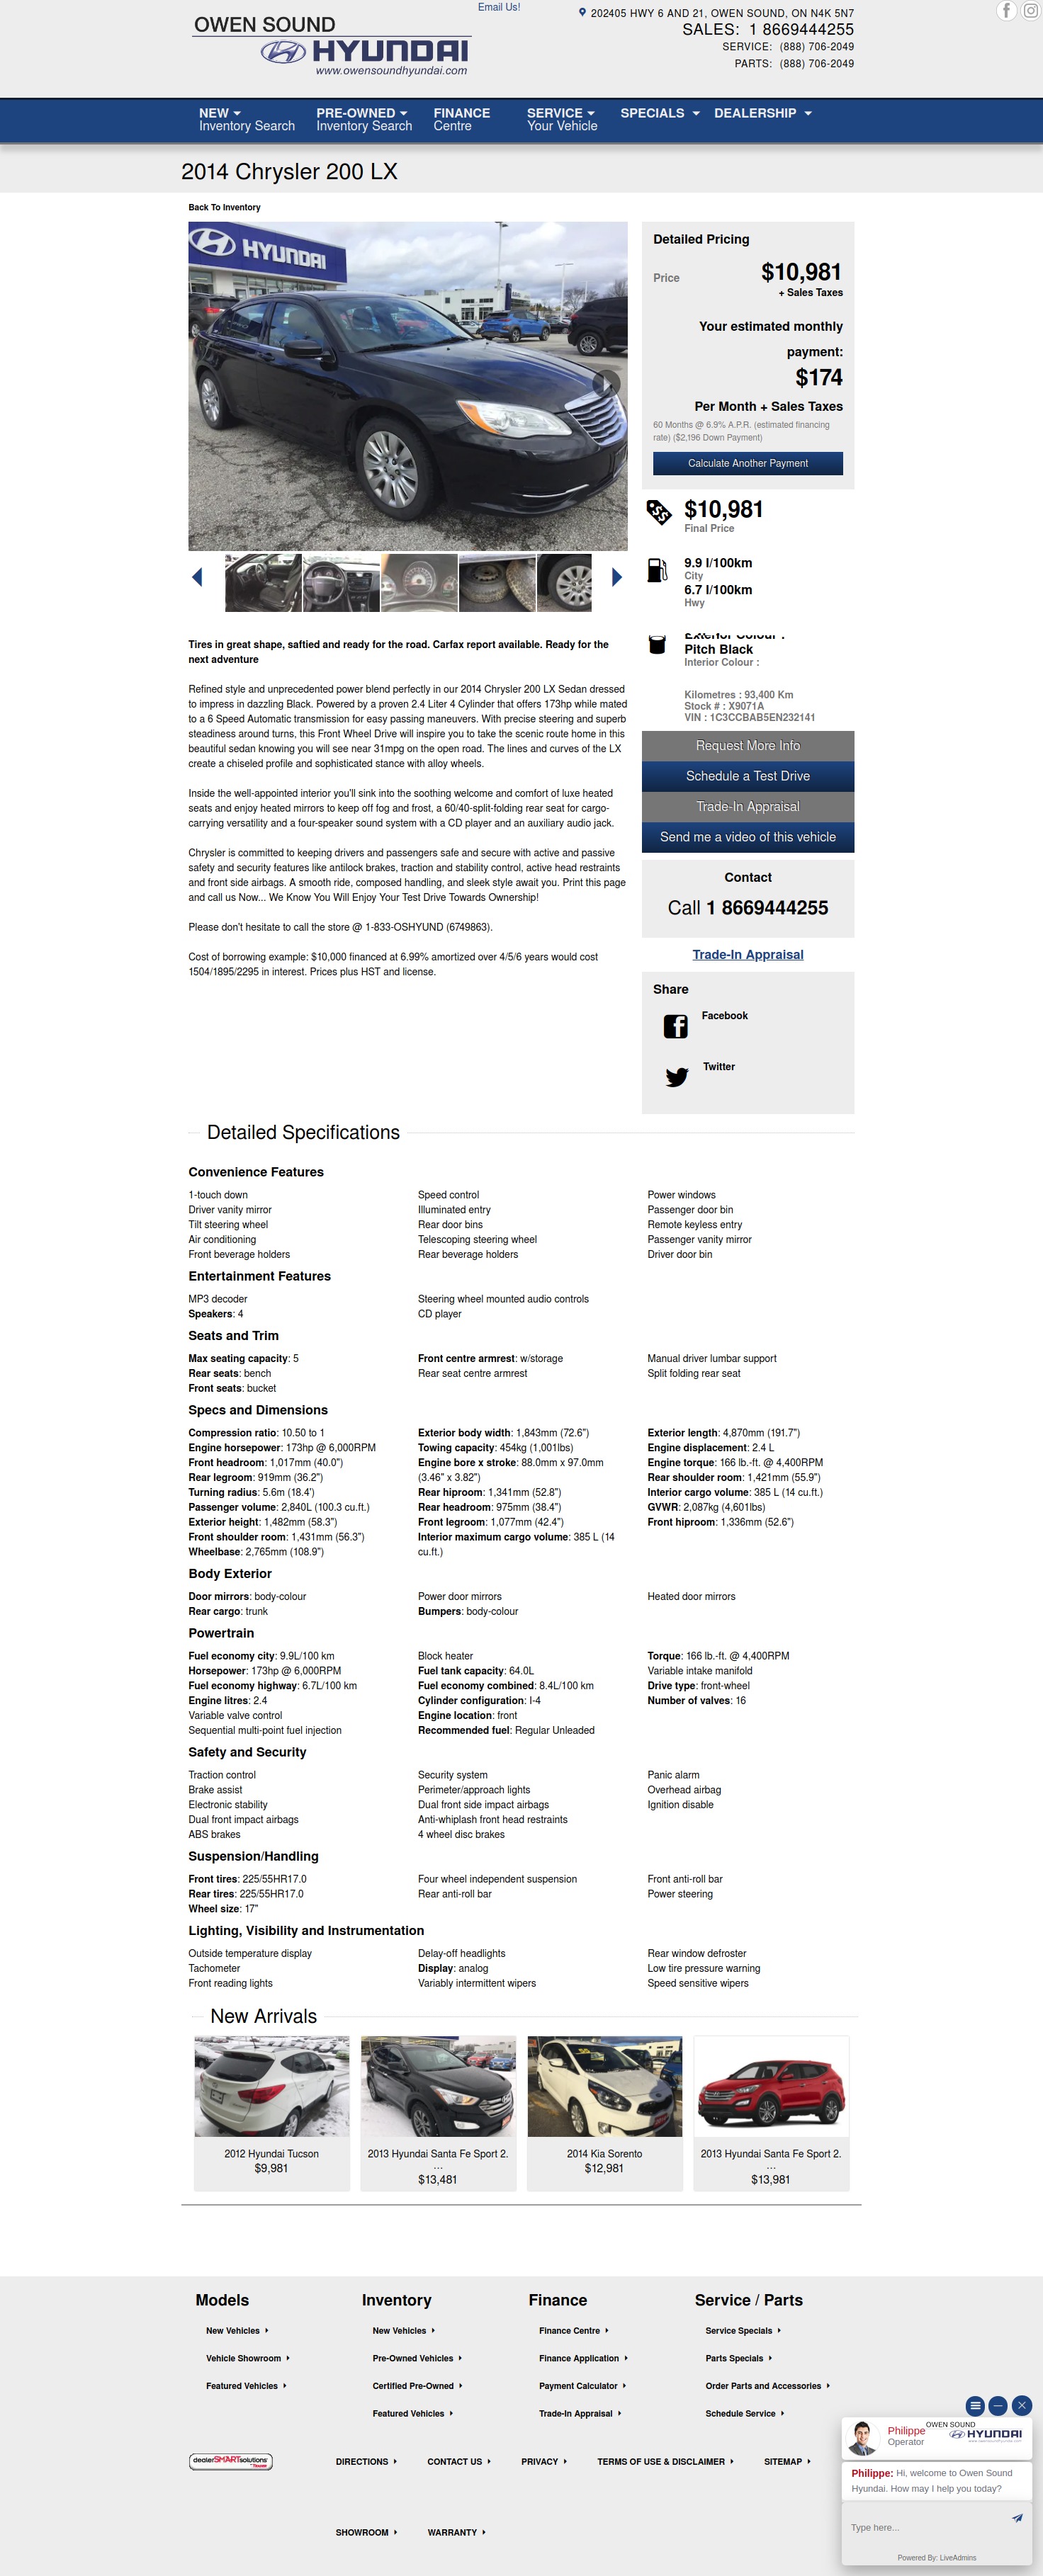 Email Us!
202405 HWY 6 AND 21, OWEN SOUND, ON N4K 5N7
SALES: 1 8669444255
SERVICE: (888) 706-2049
PARTS: (888) 706-2049
OWEN SOUND
HYUNDAI
www.owensoundhyundai.com
NEW
Inventory Search
PRE-OWNED
Inventory Search
FINANCE
Centre
SERVICE
Your Vehicle
SPECIALS
DEALERSHIP
2014 Chrysler 200 LX
Back To Inventory
HYUNDAI
Detailed Pricing
Price $10,981
+ Sales Taxes
Your estimated monthly
payment:
$174
Per Month + Sales Taxes
60 Months @ 6.9% A.P.R. (estimated financing
rate) ($2,196 Down Payment)
Calculate Another Payment
$10,981
Final Price
9.9 l/100km
City
6.7 l/100km
Hwy
Exterior Colour :
Pitch Black
Interior Colour :
Kilometres : 93,400 Km
Stock # : X9071A
VIN : 1C3CCBAB5EN232141
Request More Info
Schedule a Test Drive
Trade-In Appraisal
Send me a video of this vehicle
Contact
Call 1 8669444255
Trade-In Appraisal
Share
Facebook
Twitter
Tires in great shape, saftied and ready for the road. Carfax report available. Ready for the
next adventure
Refined style and unprecedented power blend perfectly in our 2014 Chrysler 200 LX Sedan dressed
to impress in dazzling Black. Powered by a proven 2.4 Liter 4 Cylinder that offers 173hp while mated
to a 6 Speed Automatic transmission for easy passing maneuvers. With precise steering and superb
steadiness around turns, this Front Wheel Drive will inspire you to take the scenic route home in this
beautiful sedan knowing you will see near 31mpg on the open road. The lines and curves of the LX
create a chiseled profile and sophisticated stance with alloy wheels.
Inside the well-appointed interior you'll sink into the soothing welcome and comfort of luxe heated
seats and enjoy heated mirrors to keep off fog and frost, a 60/40-split-folding rear seat for cargo-
carrying versatility and a four-speaker sound system with a CD player and an auxiliary audio jack.
Chrysler is committed to keeping drivers and passengers safe and secure with active and passive
safety and security features like antilock brakes, traction and stability control, active head restraints
and front side airbags. A smooth ride, composed handling, and sleek style await you. Print this page
and call us Now... We Know You Will Enjoy Your Test Drive Towards Ownership!
Please don't hesitate to call the store @ 1-833-OSHYUND (6749863).
Cost of borrowing example: $10,000 financed at 6.99% amortized over 4/5/6 years would cost
1504/1895/2295 in interest. Prices plus HST and license.
Detailed Specifications
Convenience Features
1-touch down
Driver vanity mirror
Tilt steering wheel
Air conditioning
Front beverage holders
Speed control
Illuminated entry
Rear door bins
Telescoping steering wheel
Rear beverage holders
Power windows
Passenger door bin
Remote keyless entry
Passenger vanity mirror
Driver door bin
Entertainment Features
MP3 decoder
Speakers: 4
Steering wheel mounted audio controls
CD player
Seats and Trim
Max seating capacity: 5
Rear seats: bench
Front seats: bucket
Front centre armrest: w/storage
Rear seat centre armrest
Manual driver lumbar support
Split folding rear seat
Specs and Dimensions
Compression ratio: 10.50 to 1
Engine horsepower: 173hp @ 6,000RPM
Front headroom: 1,017mm (40.0")
Rear legroom: 919mm (36.2")
Turning radius: 5.6m (18.4')
Passenger volume: 2,840L (100.3 cu.ft.)
Exterior height: 1,482mm (58.3")
Front shoulder room: 1,431mm (56.3")
Wheelbase: 2,765mm (108.9")
Exterior body width: 1,843mm (72.6")
Towing capacity: 454kg (1,001lbs)
Engine bore x stroke: 88.0mm x 97.0mm
(3.46" x 3.82")
Rear hiproom: 1,341mm (52.8")
Rear headroom: 975mm (38.4")
Front legroom: 1,077mm (42.4")
Interior maximum cargo volume: 385 L (14
cu.ft.)
Exterior length: 4,870mm (191.7")
Engine displacement: 2.4 L
Engine torque: 166 lb.-ft. @ 4,400RPM
Rear shoulder room: 1,421mm (55.9")
Interior cargo volume: 385 L (14 cu.ft.)
GVWR: 2,087kg (4,601lbs)
Front hiproom: 1,336mm (52.6")
Body Exterior
Door mirrors: body-colour
Rear cargo: trunk
Power door mirrors
Bumpers: body-colour
Heated door mirrors
Powertrain
Fuel economy city: 9.9L/100 km
Horsepower: 173hp @ 6,000RPM
Fuel economy highway: 6.7L/100 km
Engine litres: 2.4
Variable valve control
Sequential multi-point fuel injection
Block heater
Fuel tank capacity: 64.0L
Fuel economy combined: 8.4L/100 km
Cylinder configuration: I-4
Engine location: front
Recommended fuel: Regular Unleaded
Torque: 166 lb.-ft. @ 4,400RPM
Variable intake manifold
Drive type: front-wheel
Number of valves: 16
Safety and Security
Traction control
Brake assist
Electronic stability
Dual front impact airbags
ABS brakes
Security system
Perimeter/approach lights
Dual front side impact airbags
Anti-whiplash front head restraints
4 wheel disc brakes
Panic alarm
Overhead airbag
Ignition disable
Suspension/Handling
Front tires: 225/55HR17.0
Rear tires: 225/55HR17.0
Wheel size: 17"
Four wheel independent suspension
Rear anti-roll bar
Front anti-roll bar
Power steering
Lighting, Visibility and Instrumentation
Outside temperature display
Tachometer
Front reading lights
Delay-off headlights
Display: analog
Variably intermittent wipers
Rear window defroster
Low tire pressure warning
Speed sensitive wipers
New Arrivals
2012 Hyundai Tucson
$9,981
2013 Hyundai Santa Fe Sport 2.
...
$13,481
2014 Kia Sorento
$12,981
2013 Hyundai Santa Fe Sport 2.
...
$13,981
Models
New Vehicles
Vehicle Showroom
Featured Vehicles
Inventory
New Vehicles
Pre-Owned Vehicles
Certified Pre-Owned
Featured Vehicles
Finance
Finance Centre
Finance Application
Payment Calculator
Trade-In Appraisal
Service / Parts
Service Specials
Parts Specials
Order Parts and Accessories
Schedule Service
dealerSMARTsolutions
DIRECTIONS
CONTACT US
PRIVACY
TERMS OF USE & DISCLAIMER
SITEMAP
SHOWROOM
WARRANTY
Philippe
Operator
OWEN SOUND
HYUNDAI
Philippe: Hi, welcome to Owen Sound
Hyundai. How may I help you today?
Type here...
Powered By: LiveAdmins